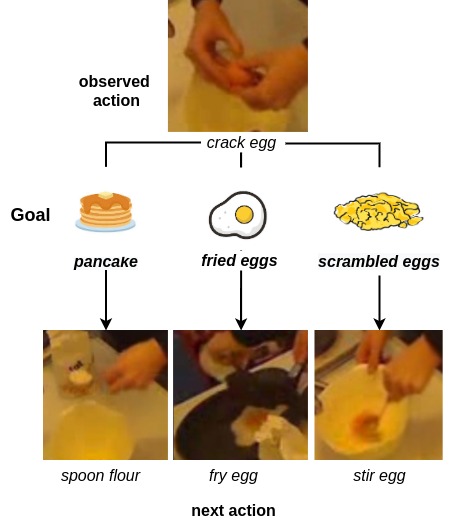 observed
action
crack egg
Goal
pancake
fried eggs
scrambled eggs
spoon flour
fry egg
stir egg
next action